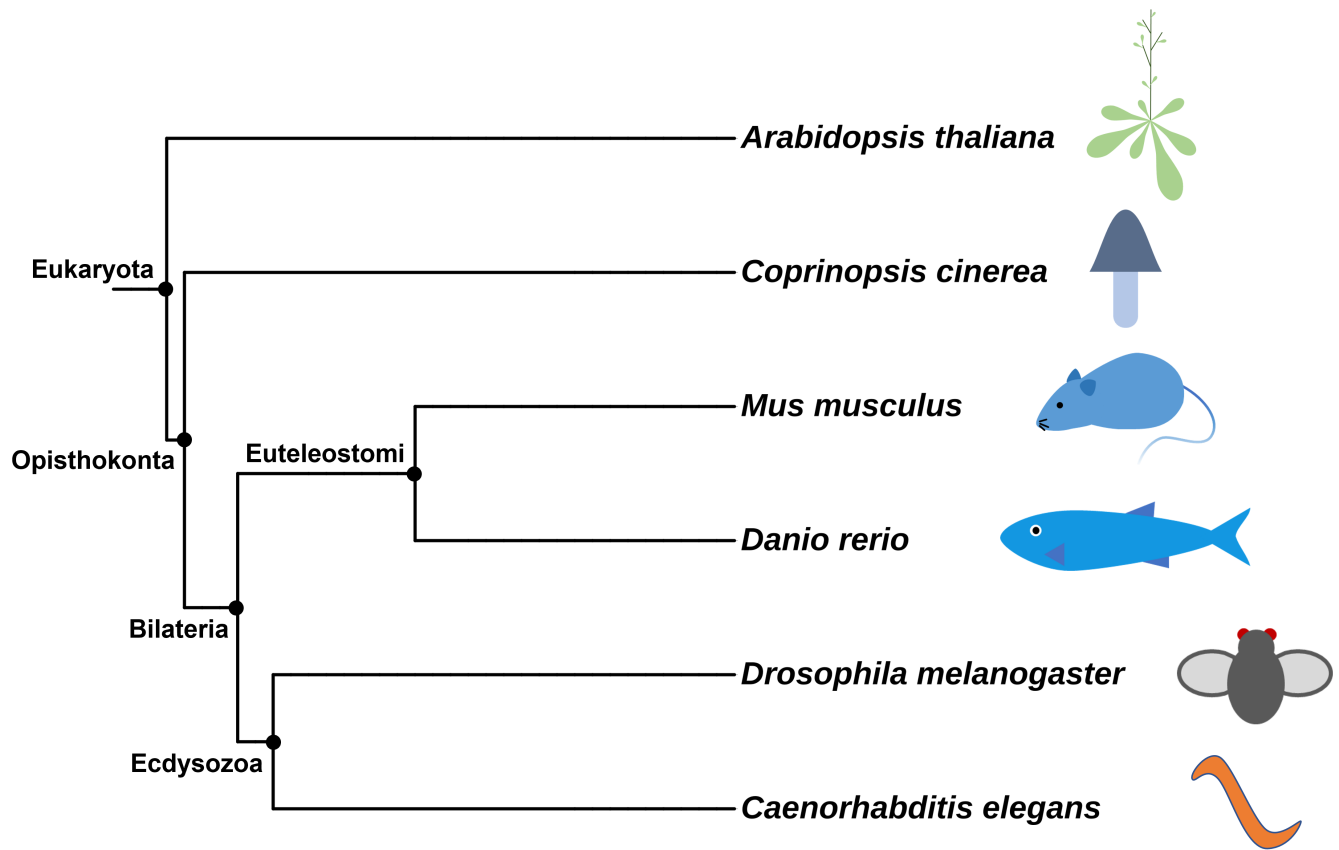 Arabidopsis thaliana
Eukaryota
Coprinopsis cinerea
Mus musculus
Euteleostomi
Opisthokonta
Danio rerio
Bilateria
Drosophila melanogaster
Ecdysozoa
Caenorhabditis elegans